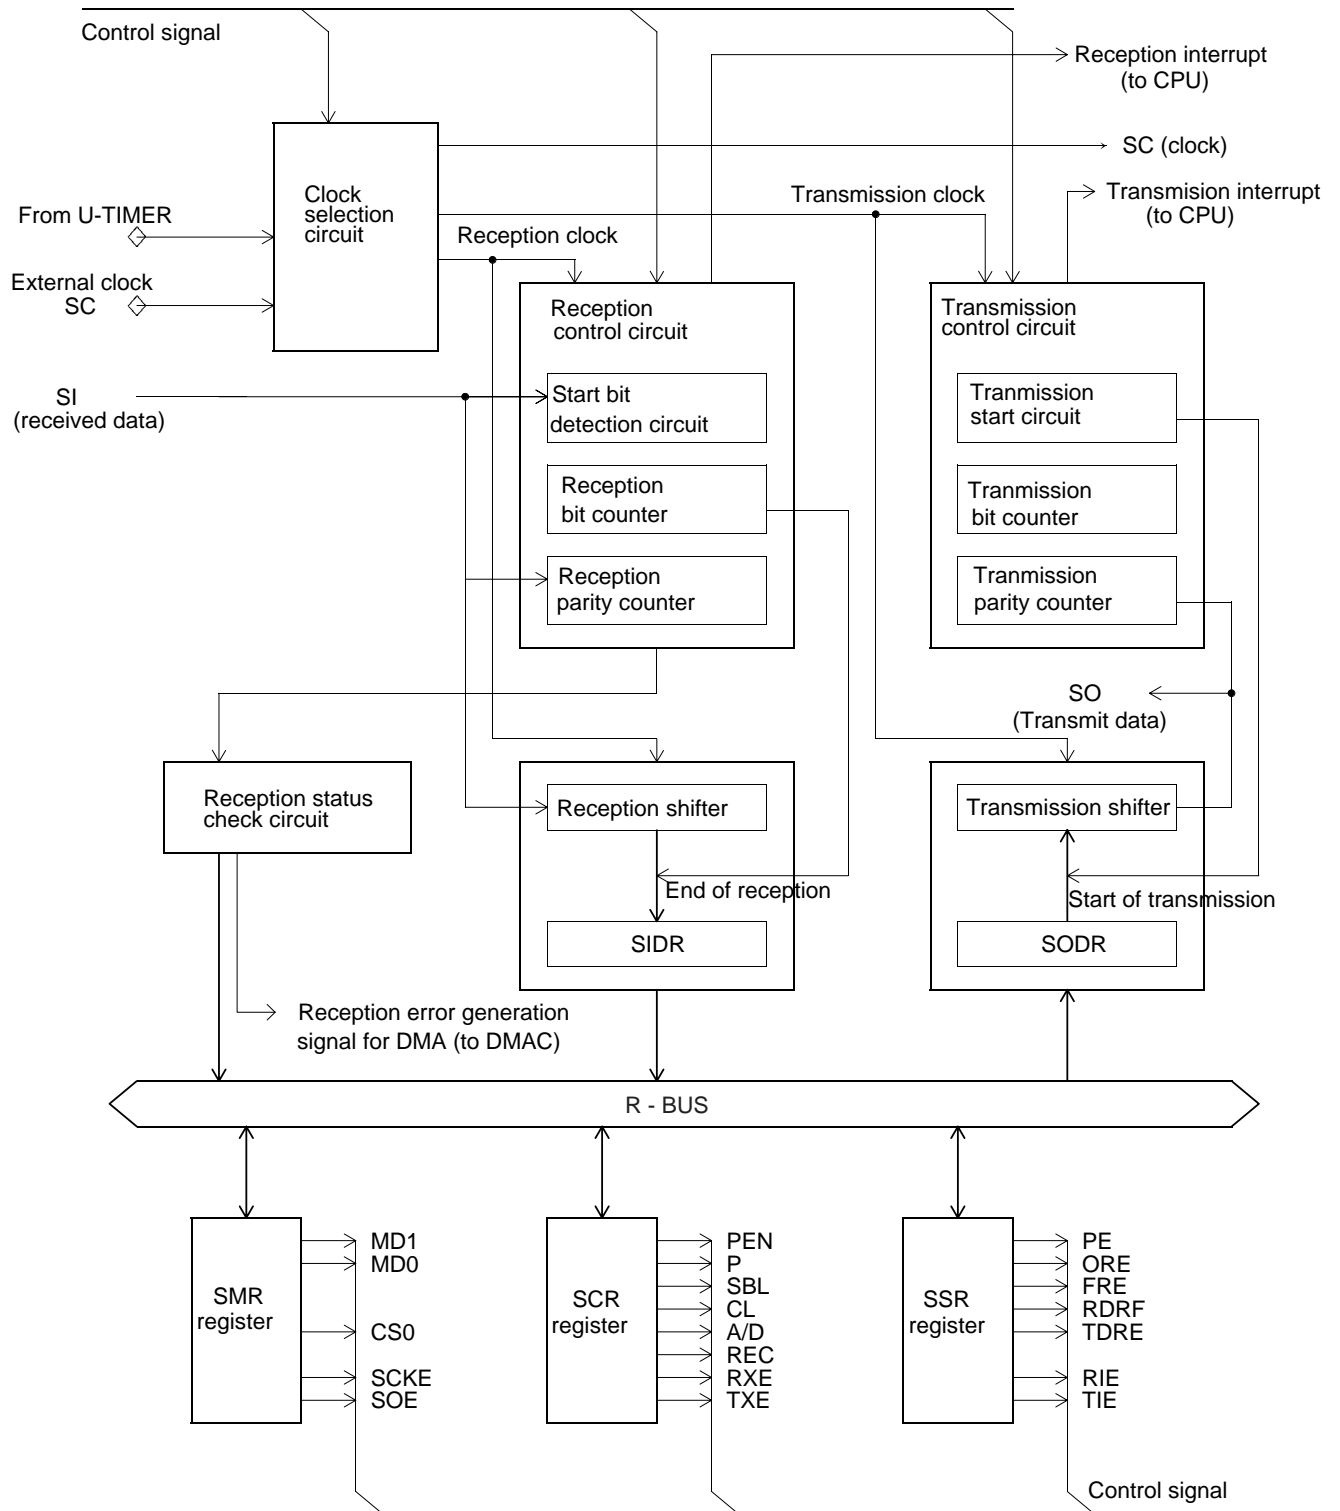 Control signal
Reception interrupt
(to CPU)
SC (clock)
Clock
selection
circuit
Transmission clock
Transmision interrupt
(to CPU)
From U-TIMER
Reception clock
External clock
SC
Reception
control circuit
Transmission
control circuit
SI
(received data)
Start bit
detection circuit
Tranmission
start circuit
Reception
bit counter
Tranmission
bit counter
Reception
parity counter
Tranmission
parity counter
SO
(Transmit data)
Reception status
check circuit
Reception shifter
Transmission shifter
End of reception
Start of transmission
SIDR
SODR
Reception error generation
signal for DMA (to DMAC)
R - BUS
SMR
register
MD1
MD0
CS0
SCKE
SOE
SCR
register
PEN
P
SBL
CL
A/D
REC
RXE
TXE
SSR
register
PE
ORE
FRE
RDRF
TDRE
RIE
TIE
Control signal